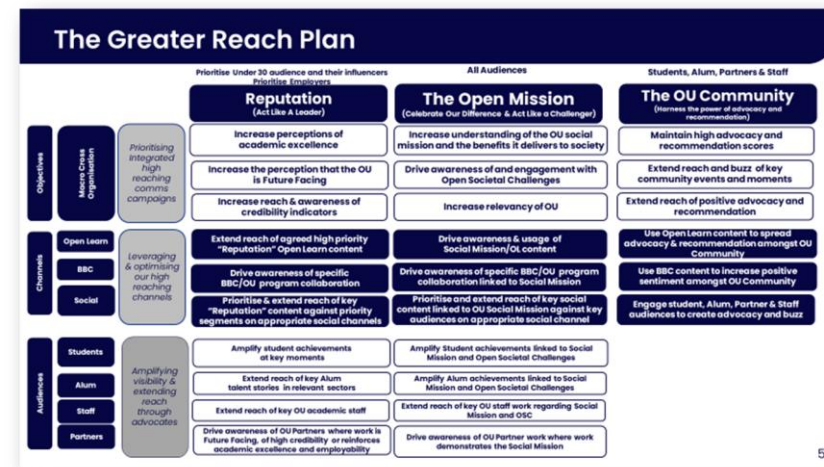 The Greater Reach Plan
Prioritise Under 30 audience and their influencers
Prioritise Employers
All Audiences
Students, Alum, Partners & Staff
Reputation
(Act Like A Leader)
The Open Mission
(Celebrate Our Difference & Act Like a Challenger)
The OU Community
(Harness the power of advocacy and
recommendation)
Objectives
Macro Cross
Organisation
Prioritising
Integrated
high
reaching
comms
campaigns
Increase perceptions of
academic excellence
Increase understanding of the OU social
mission and the benefits it delivers to society
Maintain high advocacy and
recommendation scores
Increase the perception that the OU
is Future Facing
Drive awareness of and engagement with
Open Societal Challenges
Extend reach and buzz of key
community events and moments
Increase reach & awareness of
credibility indicators
Increase relevancy of OU
Extend reach of positive advocacy and
recommendation
Channels
Open Learn
BBC
Social
Leveraging
& optimising
our high
reaching
channels
Extend reach of agreed high priority
"Reputation" Open Learn content
Drive awareness & usage of
Social Mission/OL content
Use Open Learn content to spread
advocacy & recommendation amongst OU
Community
Drive awareness of specific
BBC/OU program collaboration
Drive awareness of specific BBC/OU program
collaboration linked to Social Mission
Use BBC content to increase positive
sentiment amongst OU Community
Prioritise & extend reach of key
"Reputation" content against priority
segments on appropriate social channels
Prioritise and extend reach of key social
content linked to OU Social Mission against key
audiences on appropriate social channel
Engage student, Alum, Partner & Staff
audiences to create advocacy and buzz
Audiences
Students
Alum
Staff
Partners
Amplifying
visibility &
extending
reach
through
advocates
Amplify student achievements
at key moments
Amplify Student achievements linked to Social
Mission and Open Societal Challenges
Extend reach of key Alum
talent stories in relevant sectors
Amplify Alum achievements linked to Social
Mission and Open Societal Challenges
Extend reach of key OU academic staff
Extend reach of key OU staff work regarding Social
Mission and OSC
Drive awareness of OU Partners where work is
Future Facing, of high credibility or reinforces
academic excellence and employability
Drive awareness of OU Partner work where work
demonstrates the Social Mission
5